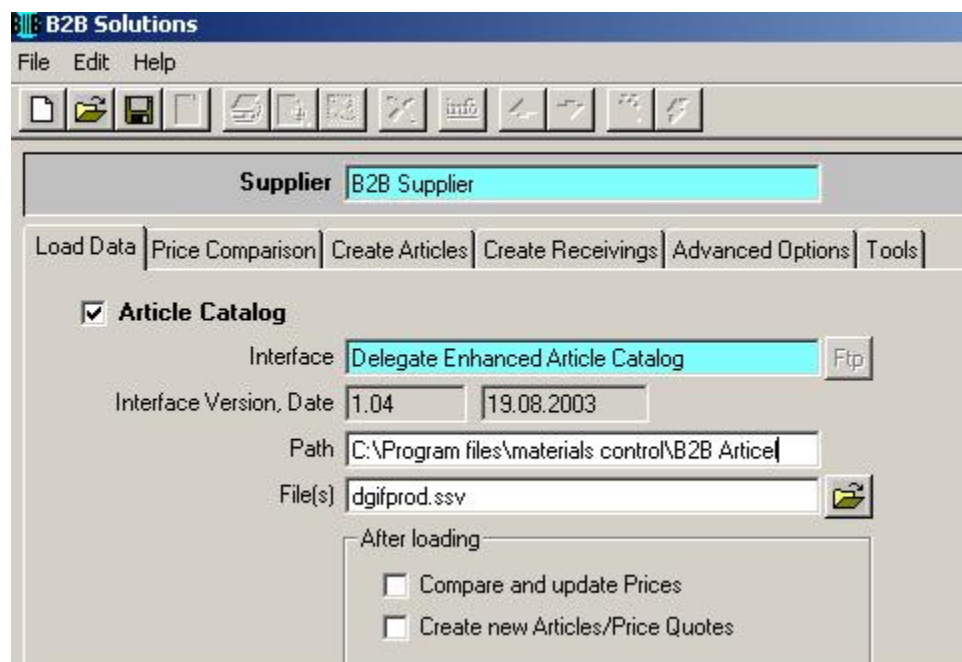 B2B Solutions
File Edit Help
info
Supplier B2B Supplier
Load Data Price Comparison Create Articles Create Receivings Advanced Options Tools
Article Catalog
Interface Delegate Enhanced Article Catalog Ftp
Interface Version, Date 1.04 19.08.2003
Path C:\Program files\materials control\B2B Articel
File(s) dgifprod.ssv
After loading
Compare and update Prices
Create new Articles/Price Quotes